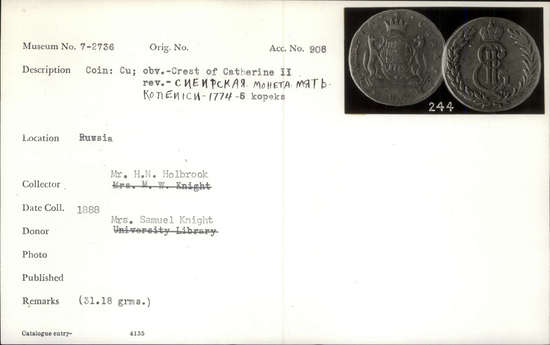 Museum No. 7-2736 Orig. No. Acc. No. 908
Description Coin: Cu; obv.-Crest of Catherine II
rev.- СИБИРСКАЯ МОНЕТА ПЯТЬ-
КОПЕИСИ-1774-5 kopeks
244
Location Russia
Mr. H.N. Holbrook
Collector Mrs. M. W. Knight
Date Coll. 1888
Mrs. Samuel Knight
Donor University Library
Photo
Published
Remarks (31.18 grms.)
Catalogue entry- 4135